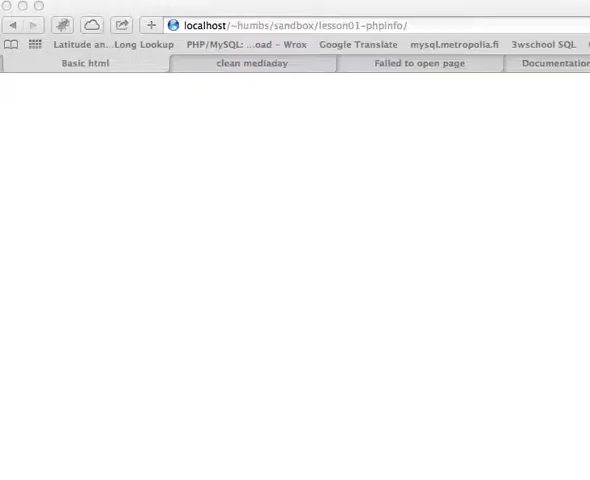 localhost/~humbs/sandbox/lesson01-phpinfo/
Latitude an...Long Lookup PHP/MySQL: ...oad - Wrox Google Translate mysql.metropolia.fi 3wschool SQL
Basic html clean mediaday Failed to open page Documentation